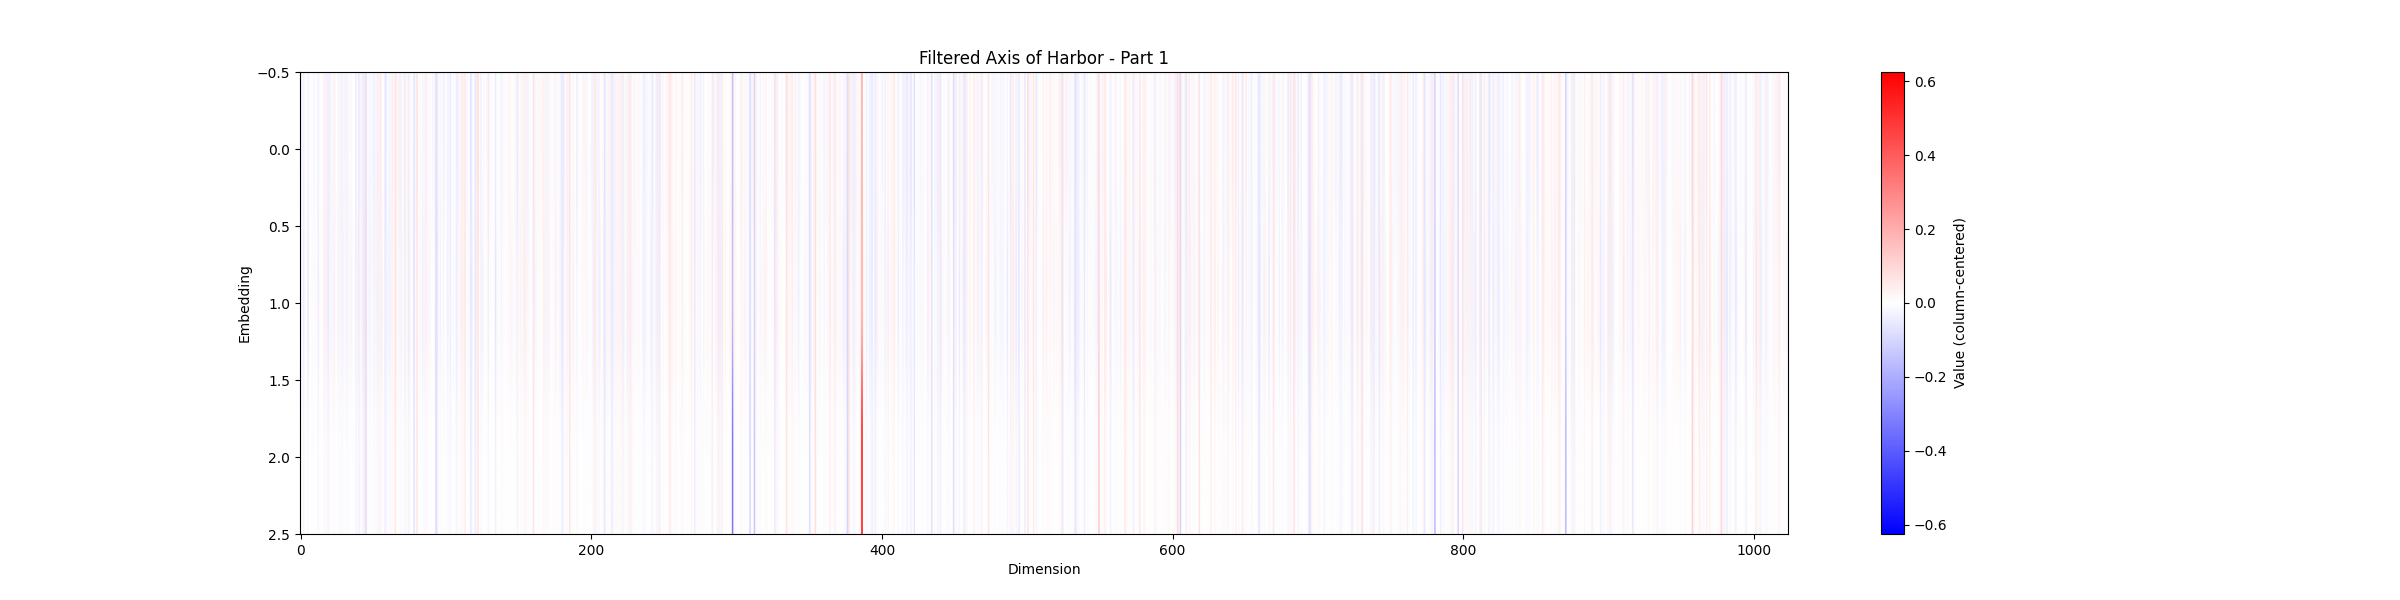 Filtered Axis of Harbor - Part 1
Embedding
−0.5
0.0
0.5
1.0
1.5
2.0
2.5
0 200 400 600 800 1000
Dimension
0.6
0.4
0.2
0.0
−0.2
−0.4
−0.6
Value (column-centered)